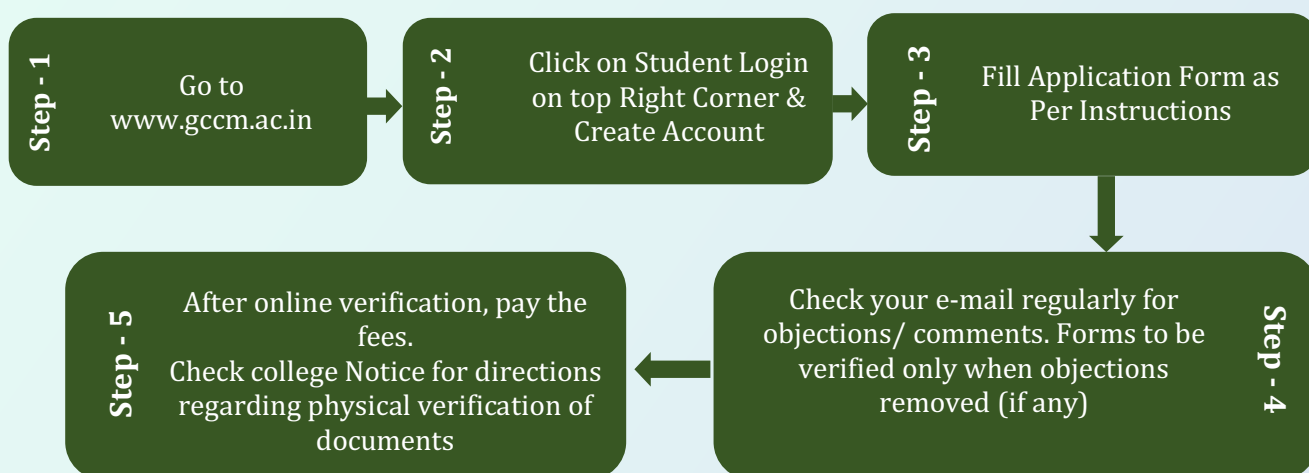 Step - 1
Go to
www.gccm.ac.in
Step - 2
Click on Student Login
on top Right Corner &
Create Account
Step - 3
Fill Application Form as
Per Instructions
Step - 4
Check your e-mail regularly for
objections/ comments. Forms to be
verified only when objections
removed (if any)
Step - 5
After online verification, pay the
fees.
Check college Notice for directions
regarding physical verification of
documents